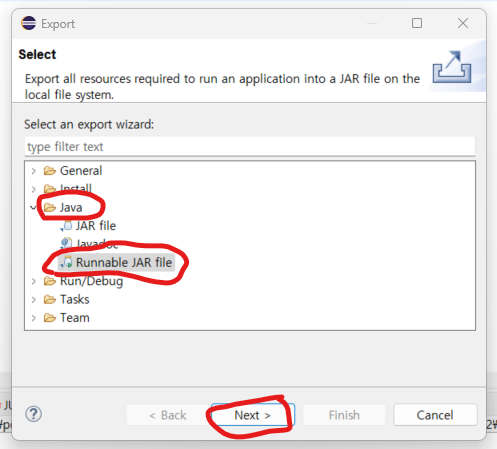 Export
Select
Export all resources required to run an application into a JAR file on the
local file system.
Select an export wizard:
type filter text
General
Install
Java
JAR file
Javadoc
Runnable JAR file
Run/Debug
Tasks
Team
JU
? < Back Next > Finish Cancel
2\